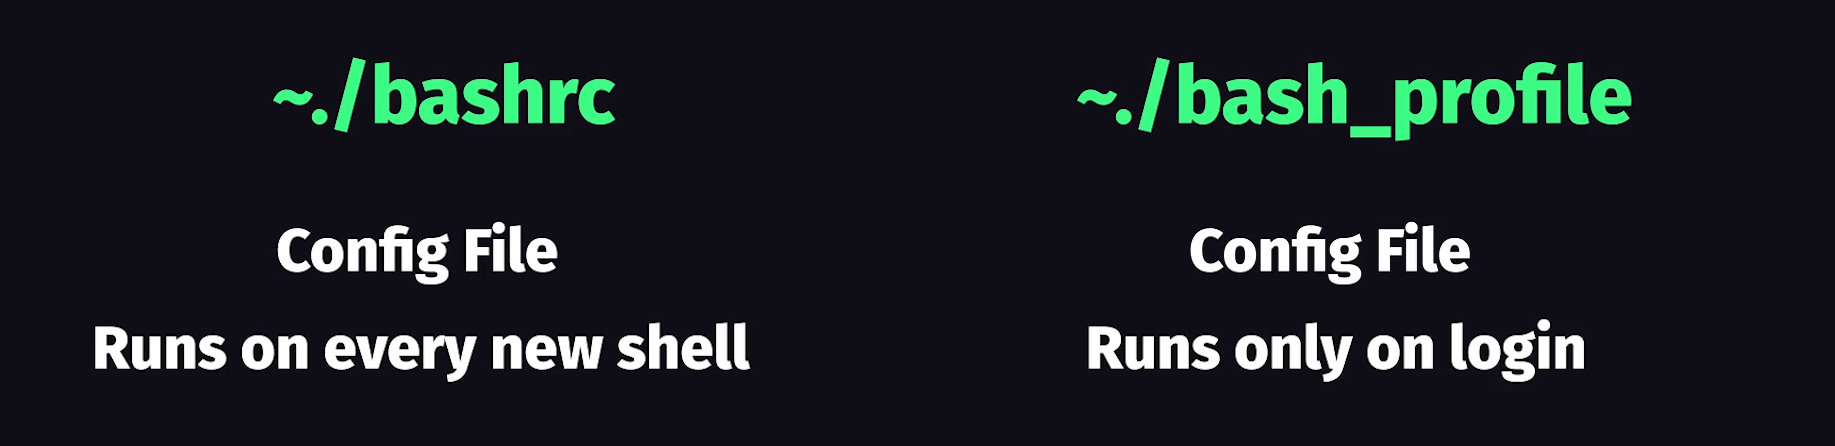 ~./bashrc
Config File
Runs on every new shell
~./bash_profile
Config File
Runs only on login